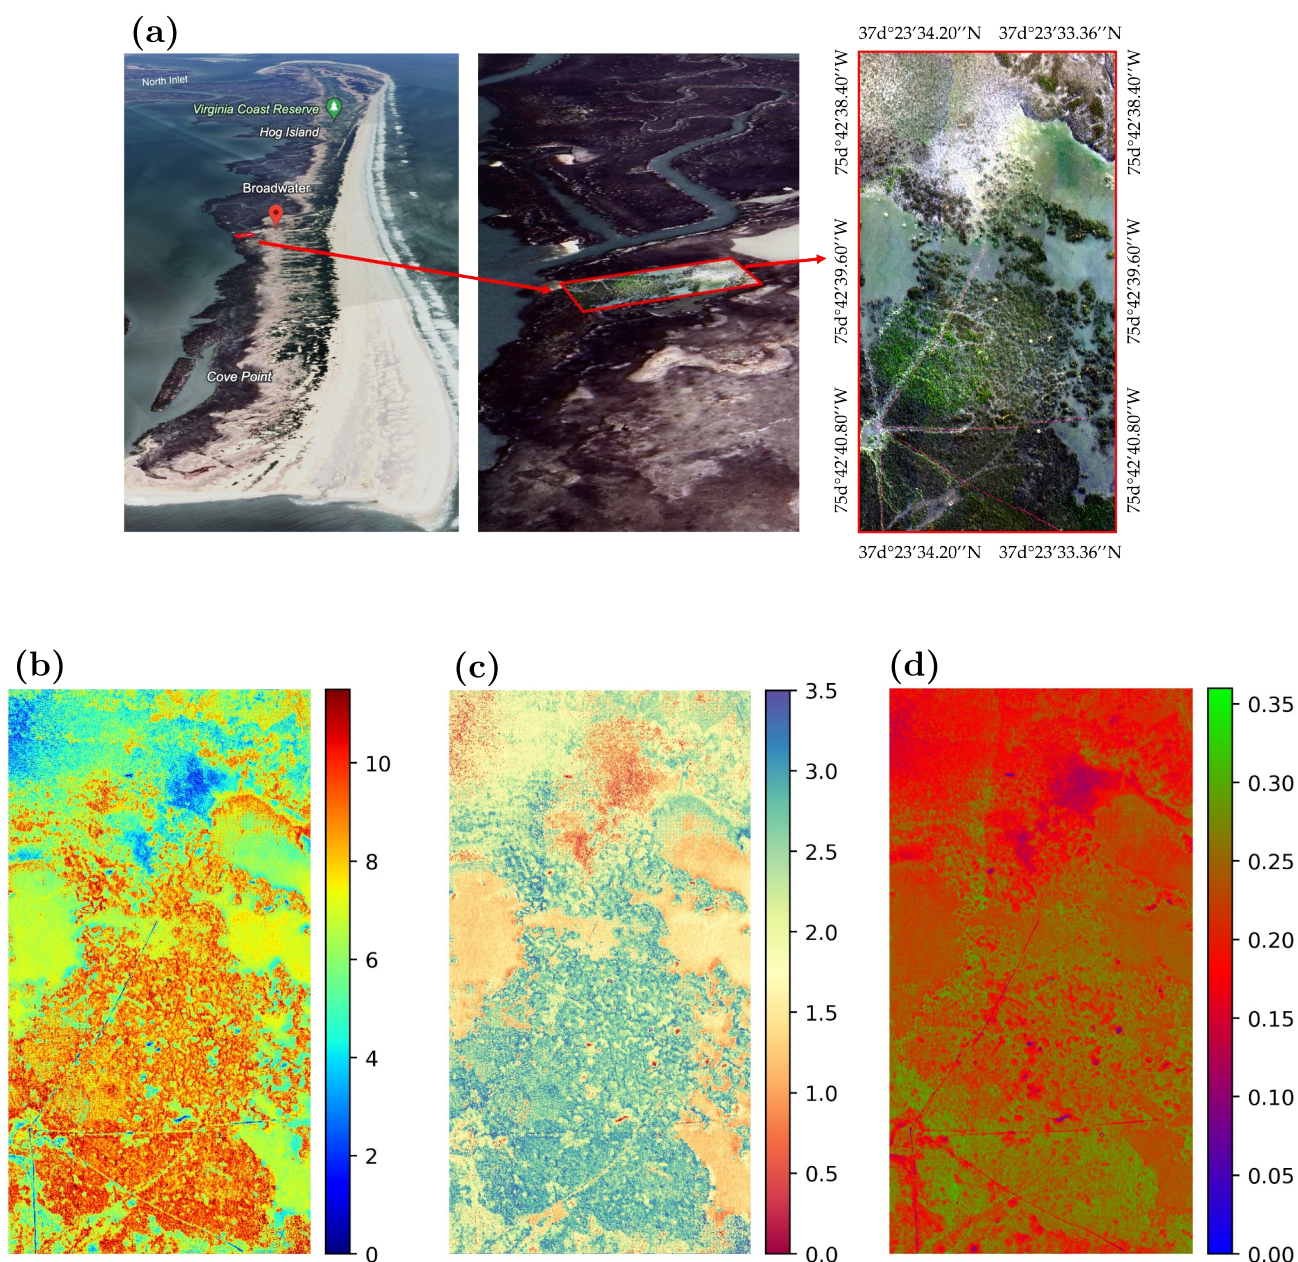 (a)
North Inlet
Virginia Coast Reserve
Hog Island
Broadwater
Cove Point
37d°23′34.20′′N 37d°23′33.36′′N
75d°42′38.40′′W
75d°42′39.60′′W
75d°42′40.80′′W
75d°42′38.40′′W
75d°42′39.60′′W
75d°42′40.80′′W
37d°23′34.20′′N 37d°23′33.36′′N
(b)
10
8
6
4
2
0
(c)
3.5
3.0
2.5
2.0
1.5
1.0
0.5
0.0
(d)
0.35
0.30
0.25
0.20
0.15
0.10
0.05
0.00